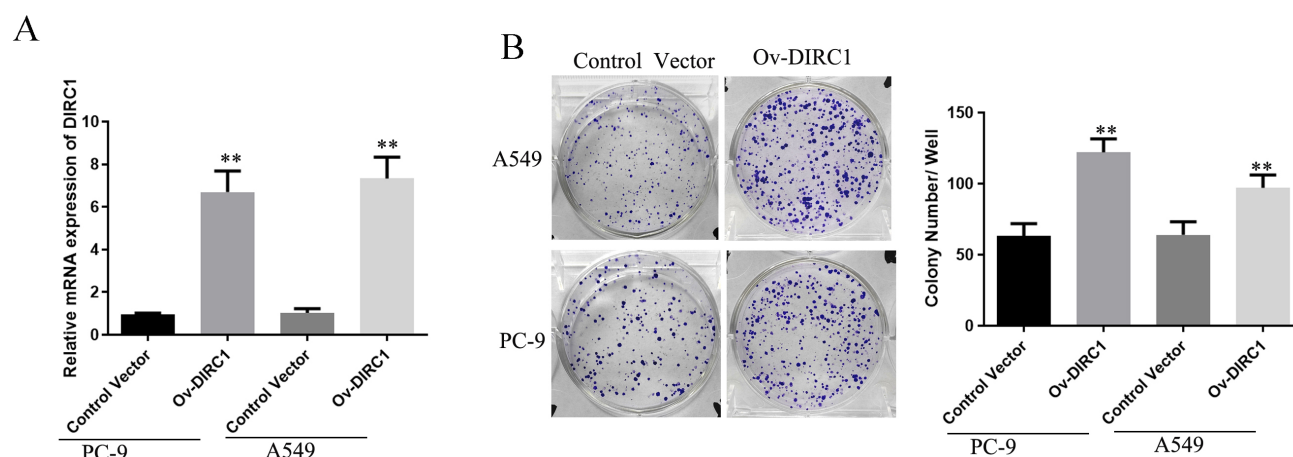 A
Relative mRNA expression of DIRC1
10
8
6
4
2
0
**
**
Control Vector
Ov-DIRC1
Control Vector
Ov-DIRC1
PC-9
A549
B
Control Vector
Ov-DIRC1
A549
PC-9
Colony Number/ Well
150
100
50
0
**
**
Control Vector
Ov-DIRC1
Control Vector
Ov-DIRC1
PC-9
A549